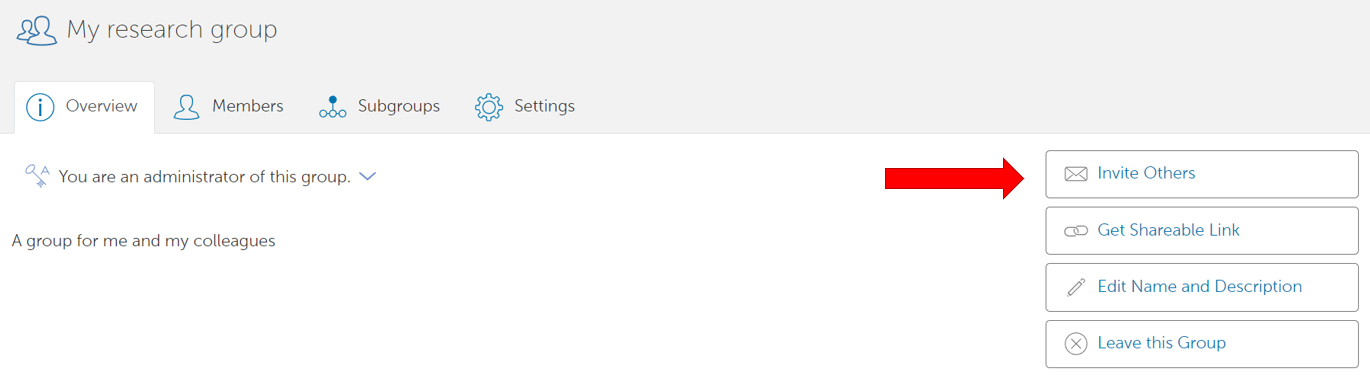 My research group
Overview Members Subgroups Settings
You are an administrator of this group.
A group for me and my colleagues
Invite Others
Get Shareable Link
Edit Name and Description
Leave this Group